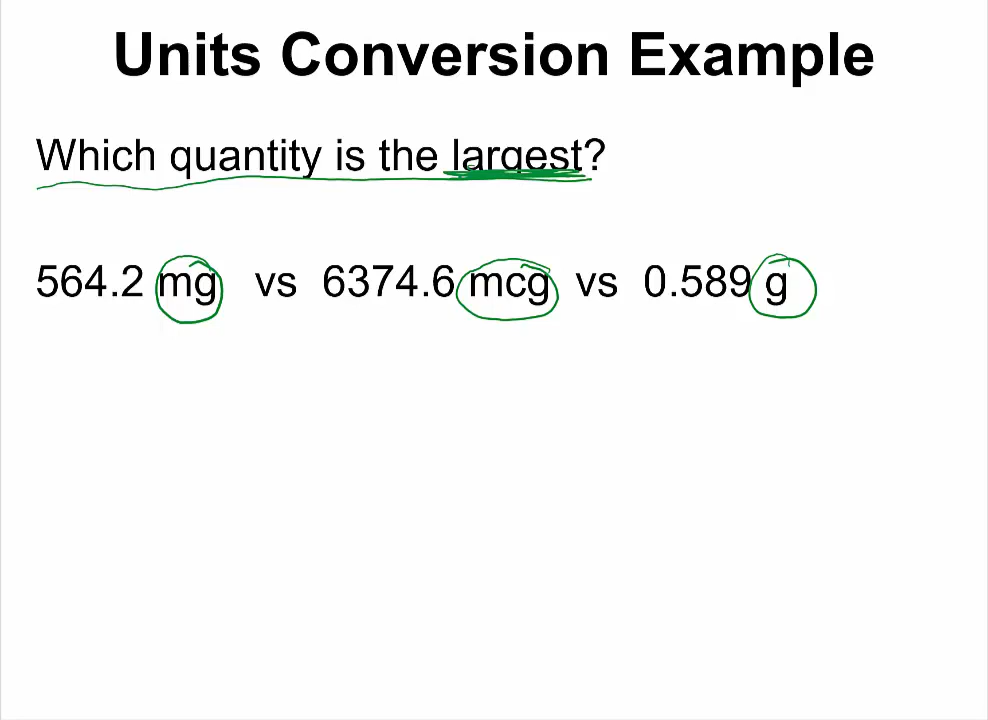 Units Conversion Example
Which quantity is the largest?
564.2 mg vs 6374.6 mcg vs 0.589 g